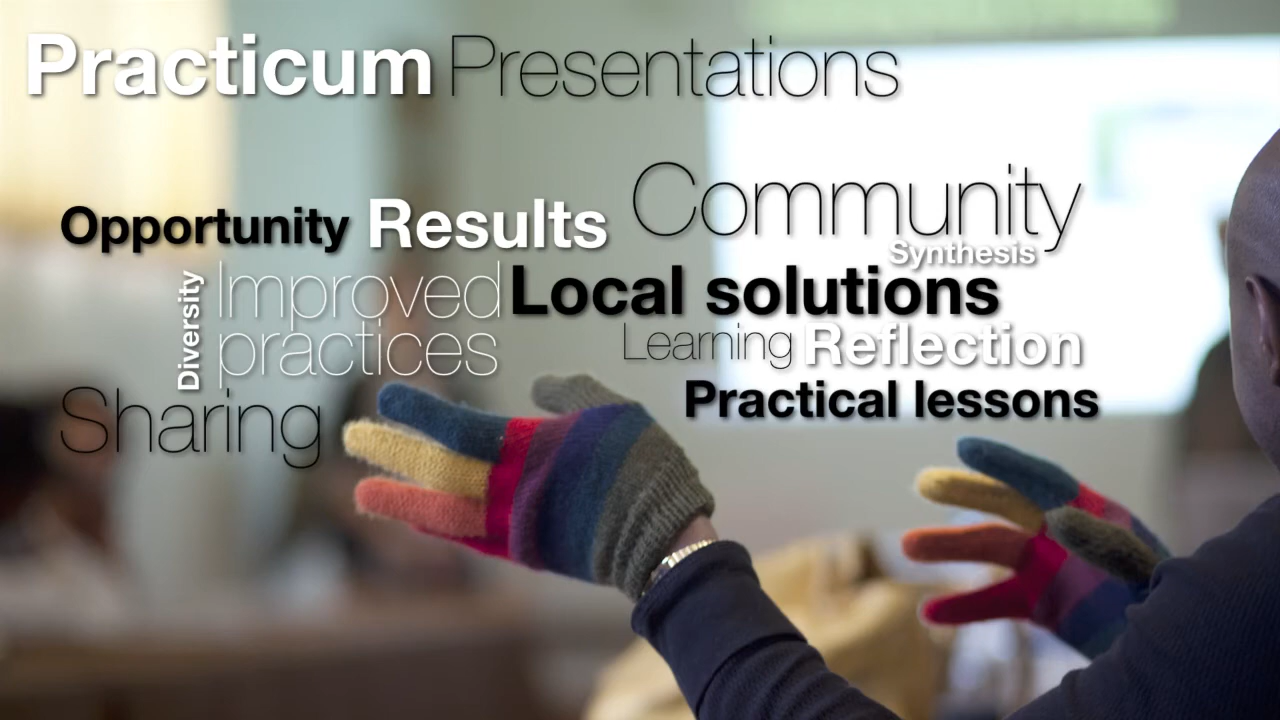 Practicum Presentations
Community
Opportunity Results
Synthesis
Diversity
Improved
practices
Local solutions
Learning Reflection
Practical lessons
Sharing